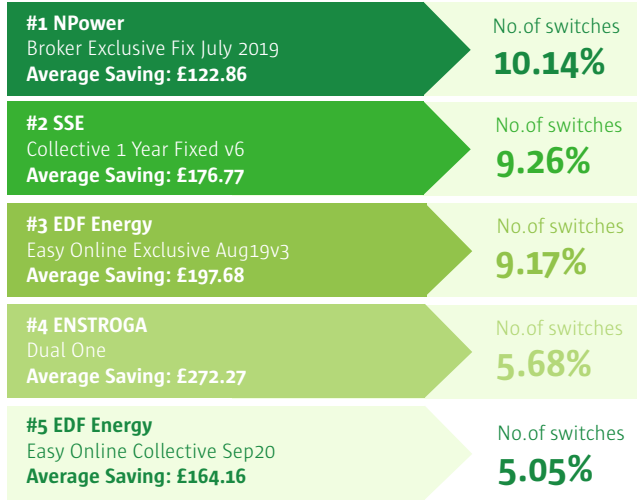 #1 NPower
Broker Exclusive Fix July 2019
Average Saving: £122.86
No.of switches
10.14%
#2 SSE
Collective 1 Year Fixed v6
Average Saving: £176.77
No.of switches
9.26%
#3 EDF Energy
Easy Online Exclusive Aug19v3
Average Saving: £197.68
No.of switches
9.17%
#4 ENSTROGA
Dual One
Average Saving: £272.27
No.of switches
5.68%
#5 EDF Energy
Easy Online Collective Sep20
Average Saving: £164.16
No.of switches
5.05%